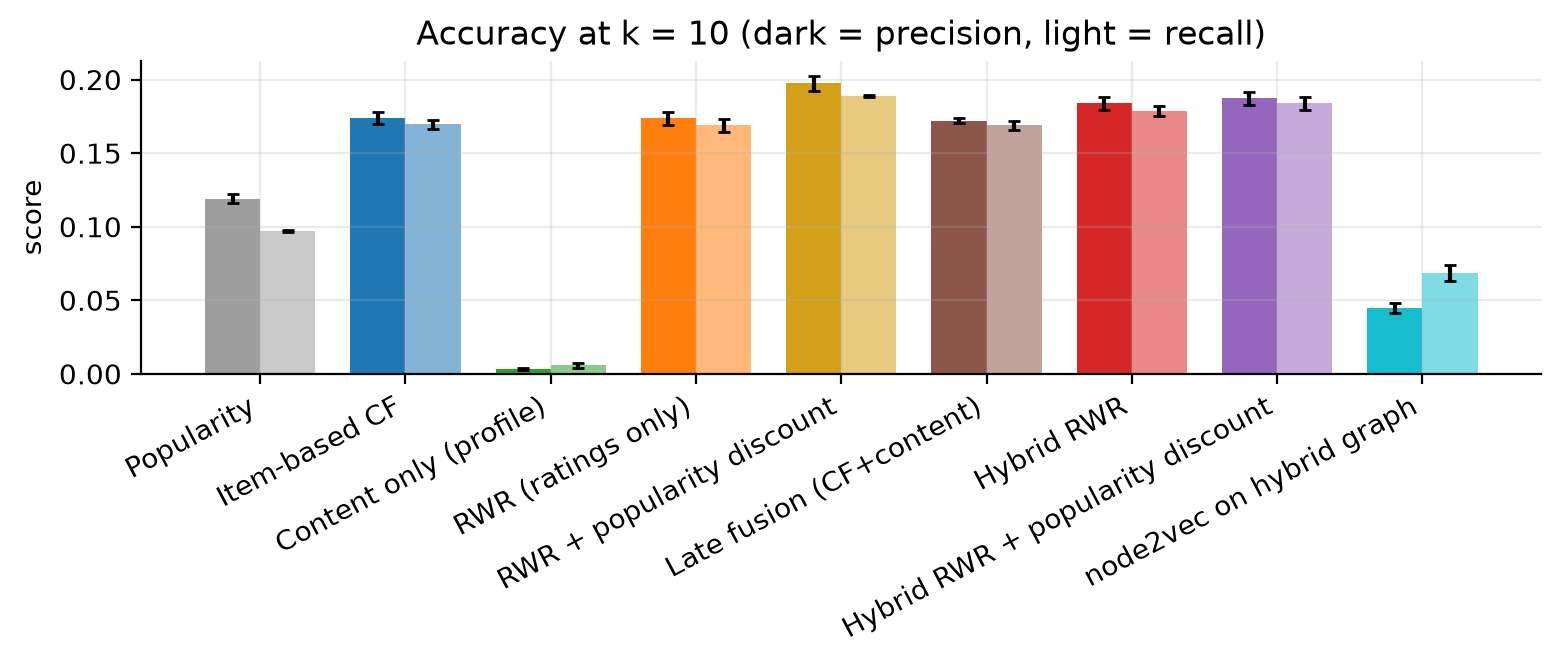 Accuracy at k = 10 (dark = precision, light = recall)
score
0.20
0.15
0.10
0.05
0.00
Popularity
Item-based CF
Content only (profile)
RWR (ratings only)
RWR + popularity discount
Late fusion (CF+content)
Hybrid RWR
Hybrid RWR + popularity discount
node2vec on hybrid graph